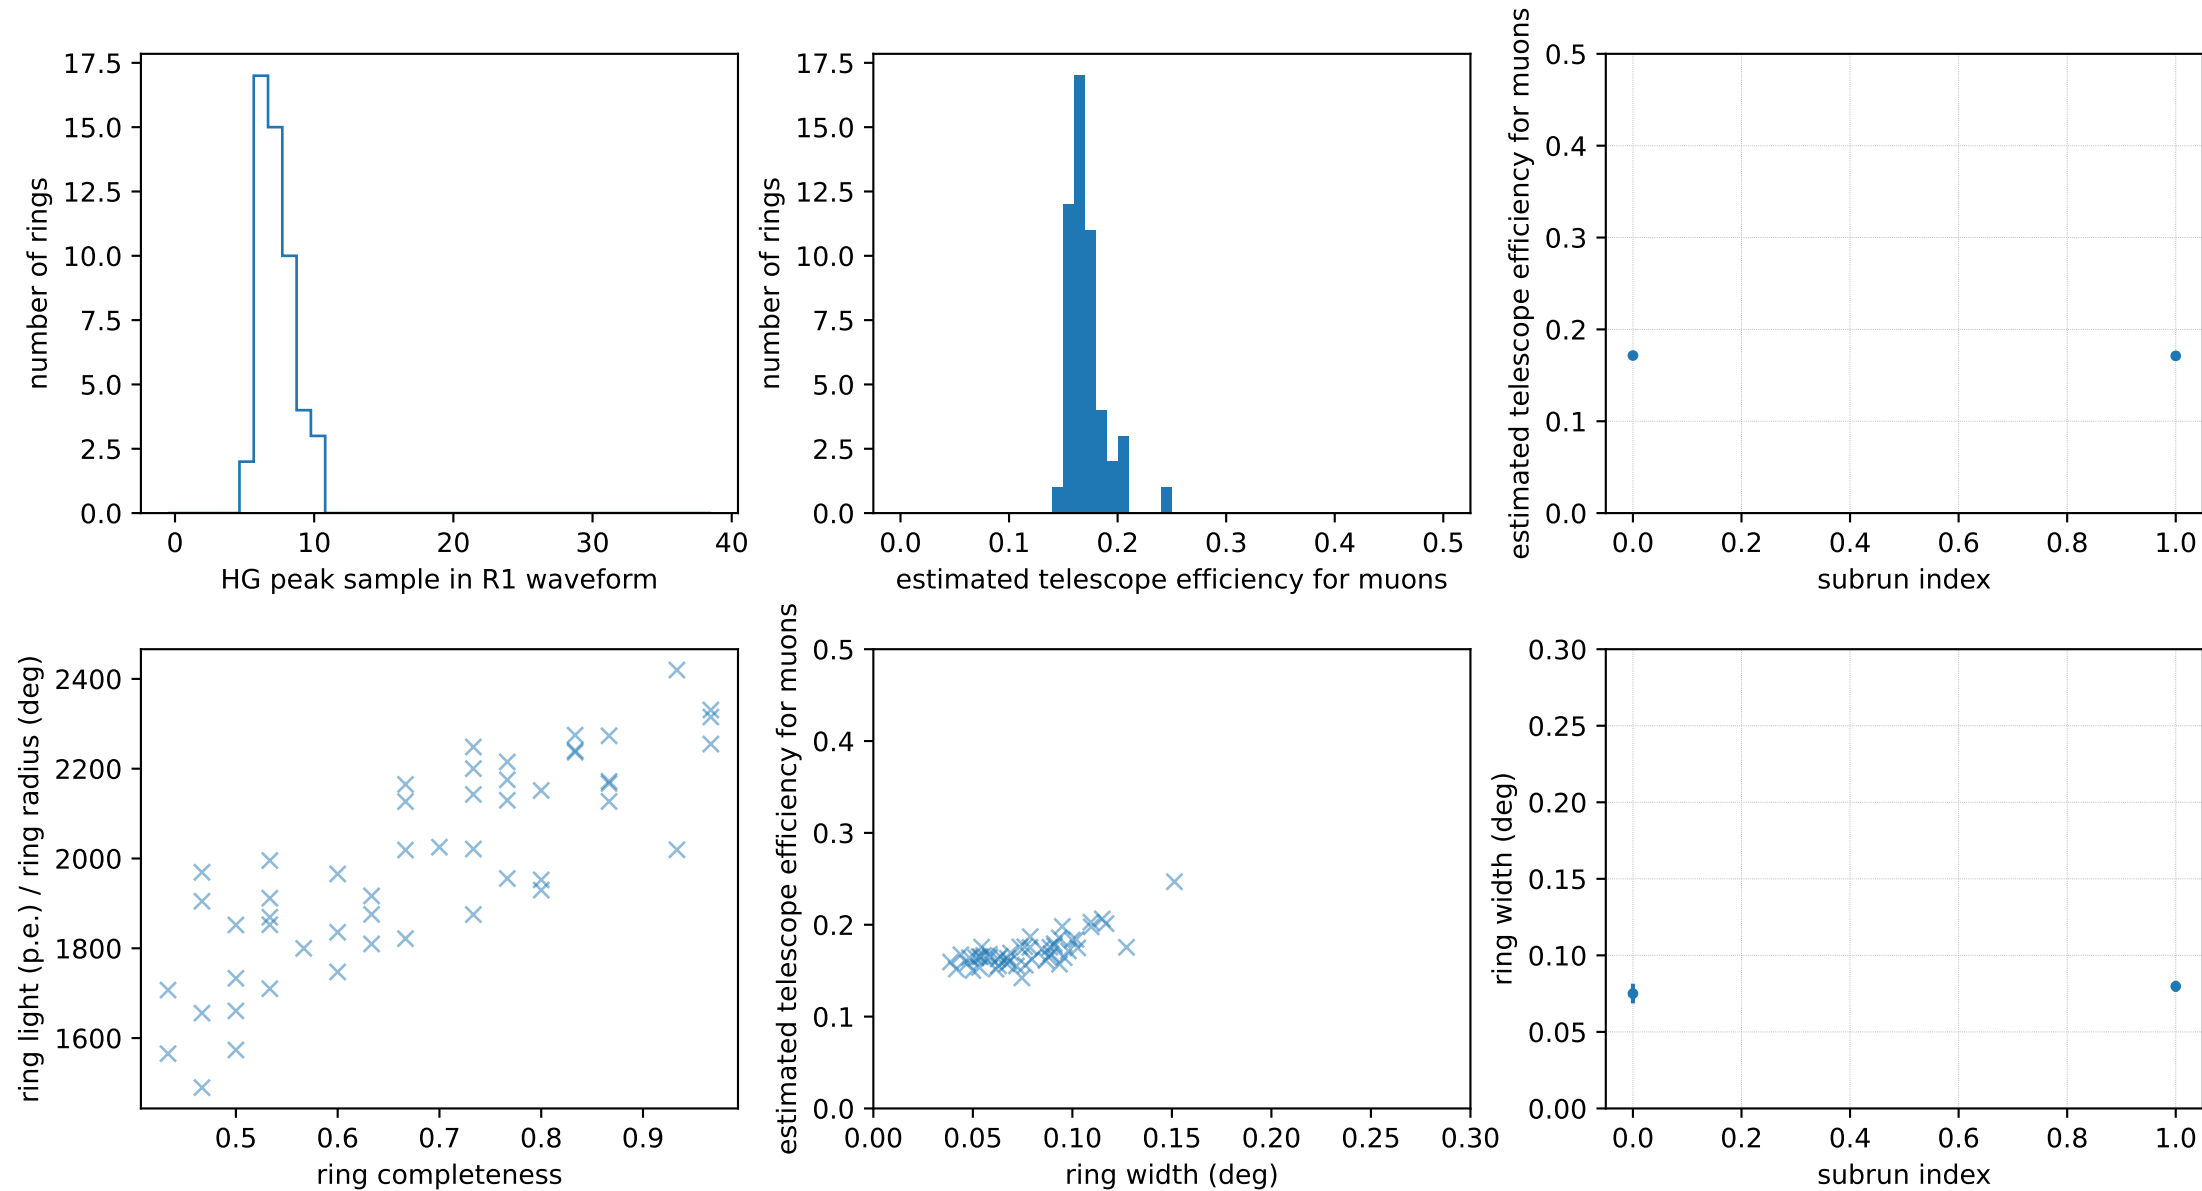 17.5
15.0
12.5
10.0
7.5
5.0
2.5
0.0
number of rings
0 10 20 30 40
HG peak sample in R1 waveform
17.5
15.0
12.5
10.0
7.5
5.0
2.5
0.0
number of rings
0.0 0.1 0.2 0.3 0.4 0.5
estimated telescope efficiency for muons
0.5
0.4
0.3
0.2
0.1
0.0
estimated telescope efficiency for muons
0.0 0.2 0.4 0.6 0.8 1.0
subrun index
2400
2200
2000
1800
1600
ring light (p.e.) / ring radius (deg)
0.5 0.6 0.7 0.8 0.9
ring completeness
0.5
0.4
0.3
0.2
0.1
0.0
estimated telescope efficiency for muons
0.00 0.05 0.10 0.15 0.20 0.25 0.30
ring width (deg)
0.30
0.25
0.20
0.15
0.10
0.05
0.00
ring width (deg)
0.0 0.2 0.4 0.6 0.8 1.0
subrun index